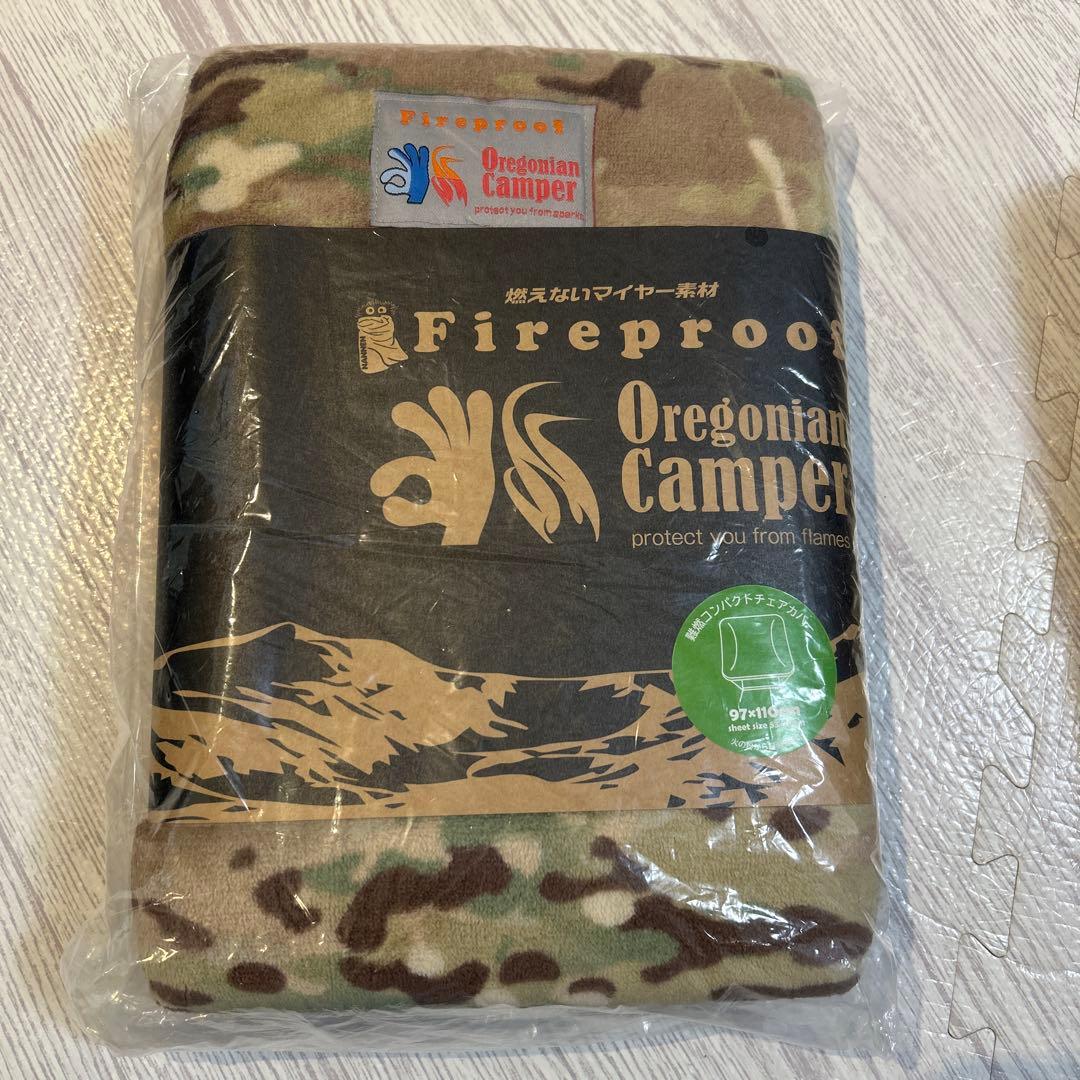 Fireproof
Oregonian
Camper
protect you from sparks
燃えないマイヤー素材
NANNEN
Fireproof
Oregonian
Camper
protect you from flames
難燃コンパクトチェアカバー
97×110cm
sheet size